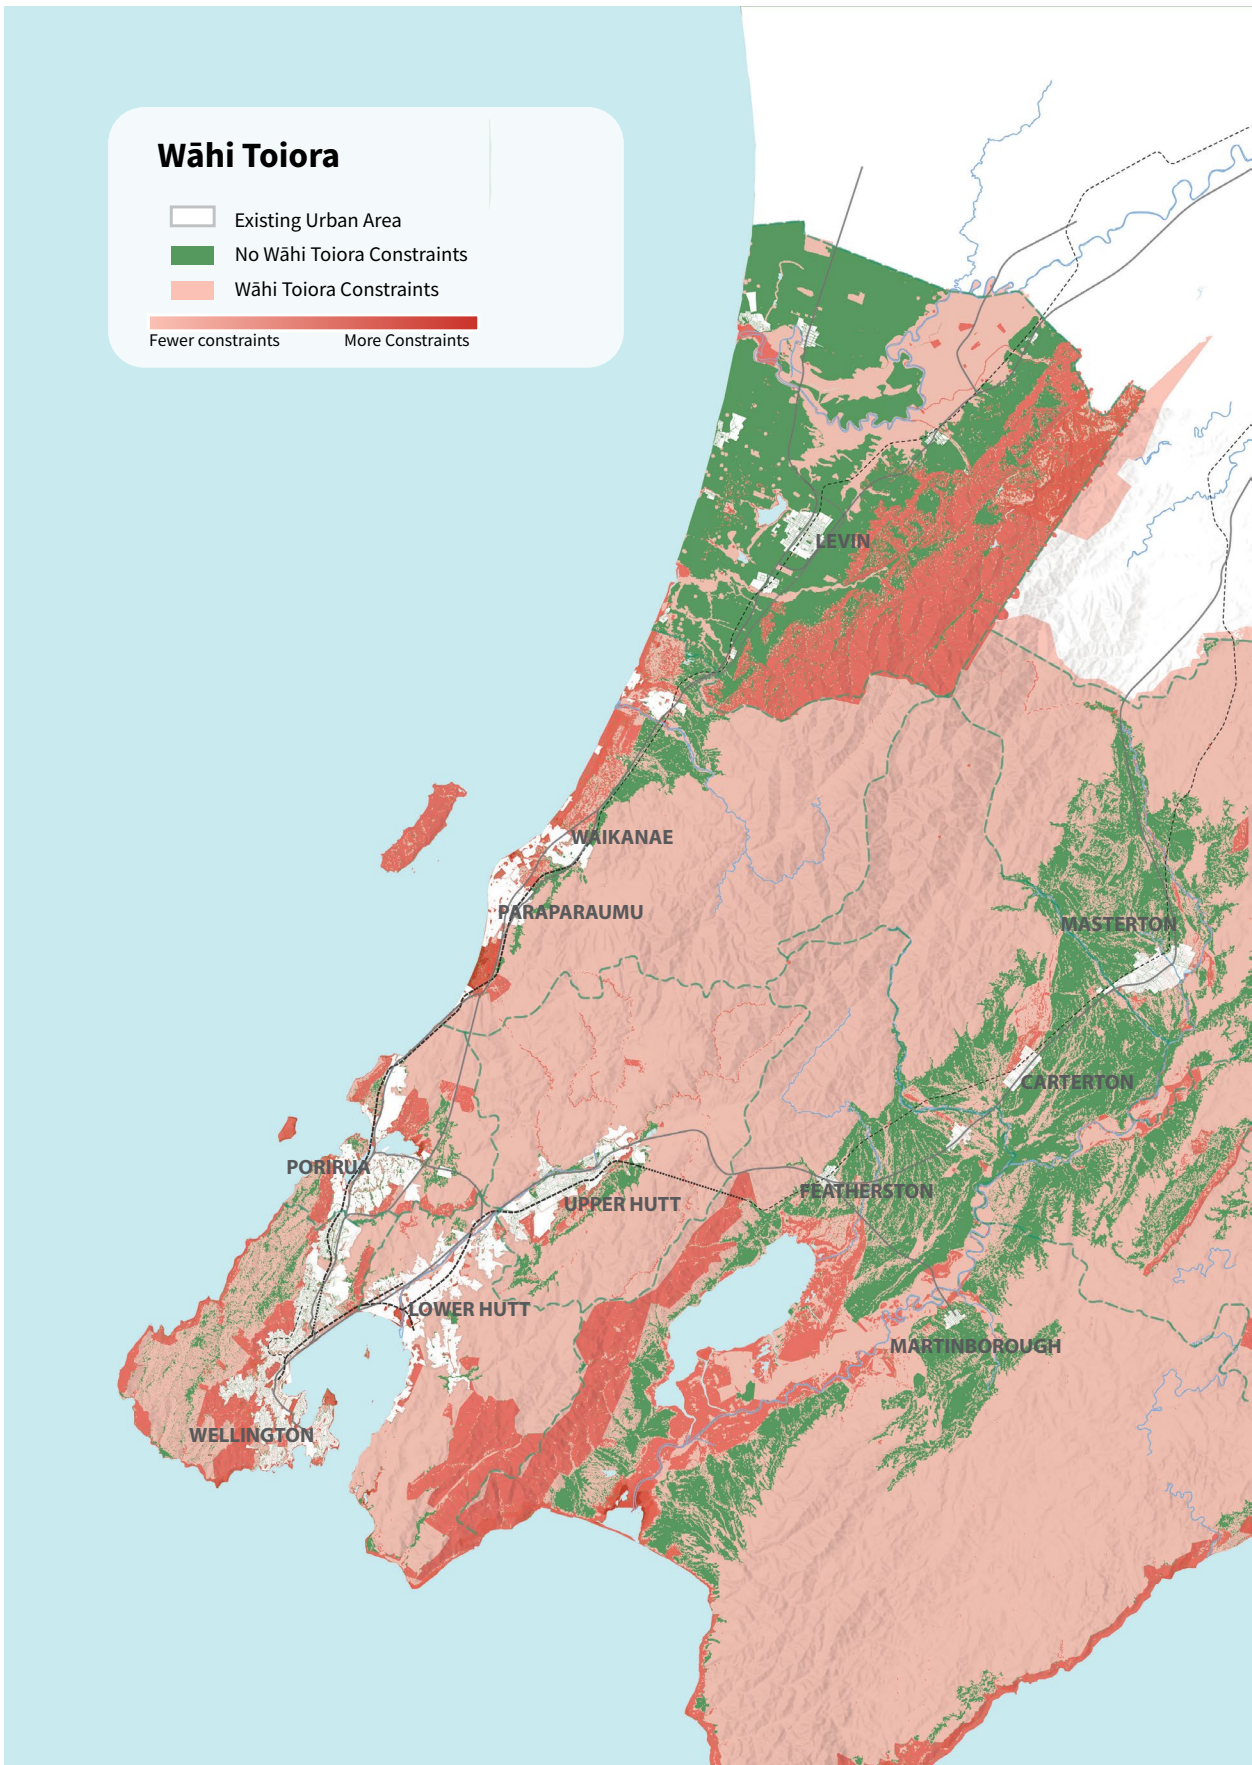 Wāhi Toiora
Existing Urban Area
No Wāhi Toiora Constraints
Wāhi Toiora Constraints
Fewer constraints More Constraints
LEVIN
WAIKANAE
PARAPARAUMU
MASTERTON
CARTERTON
PORIRUA
FEATHERSTON
UPPER HUTT
LOWER HUTT
MARTINBOROUGH
WELLINGTON